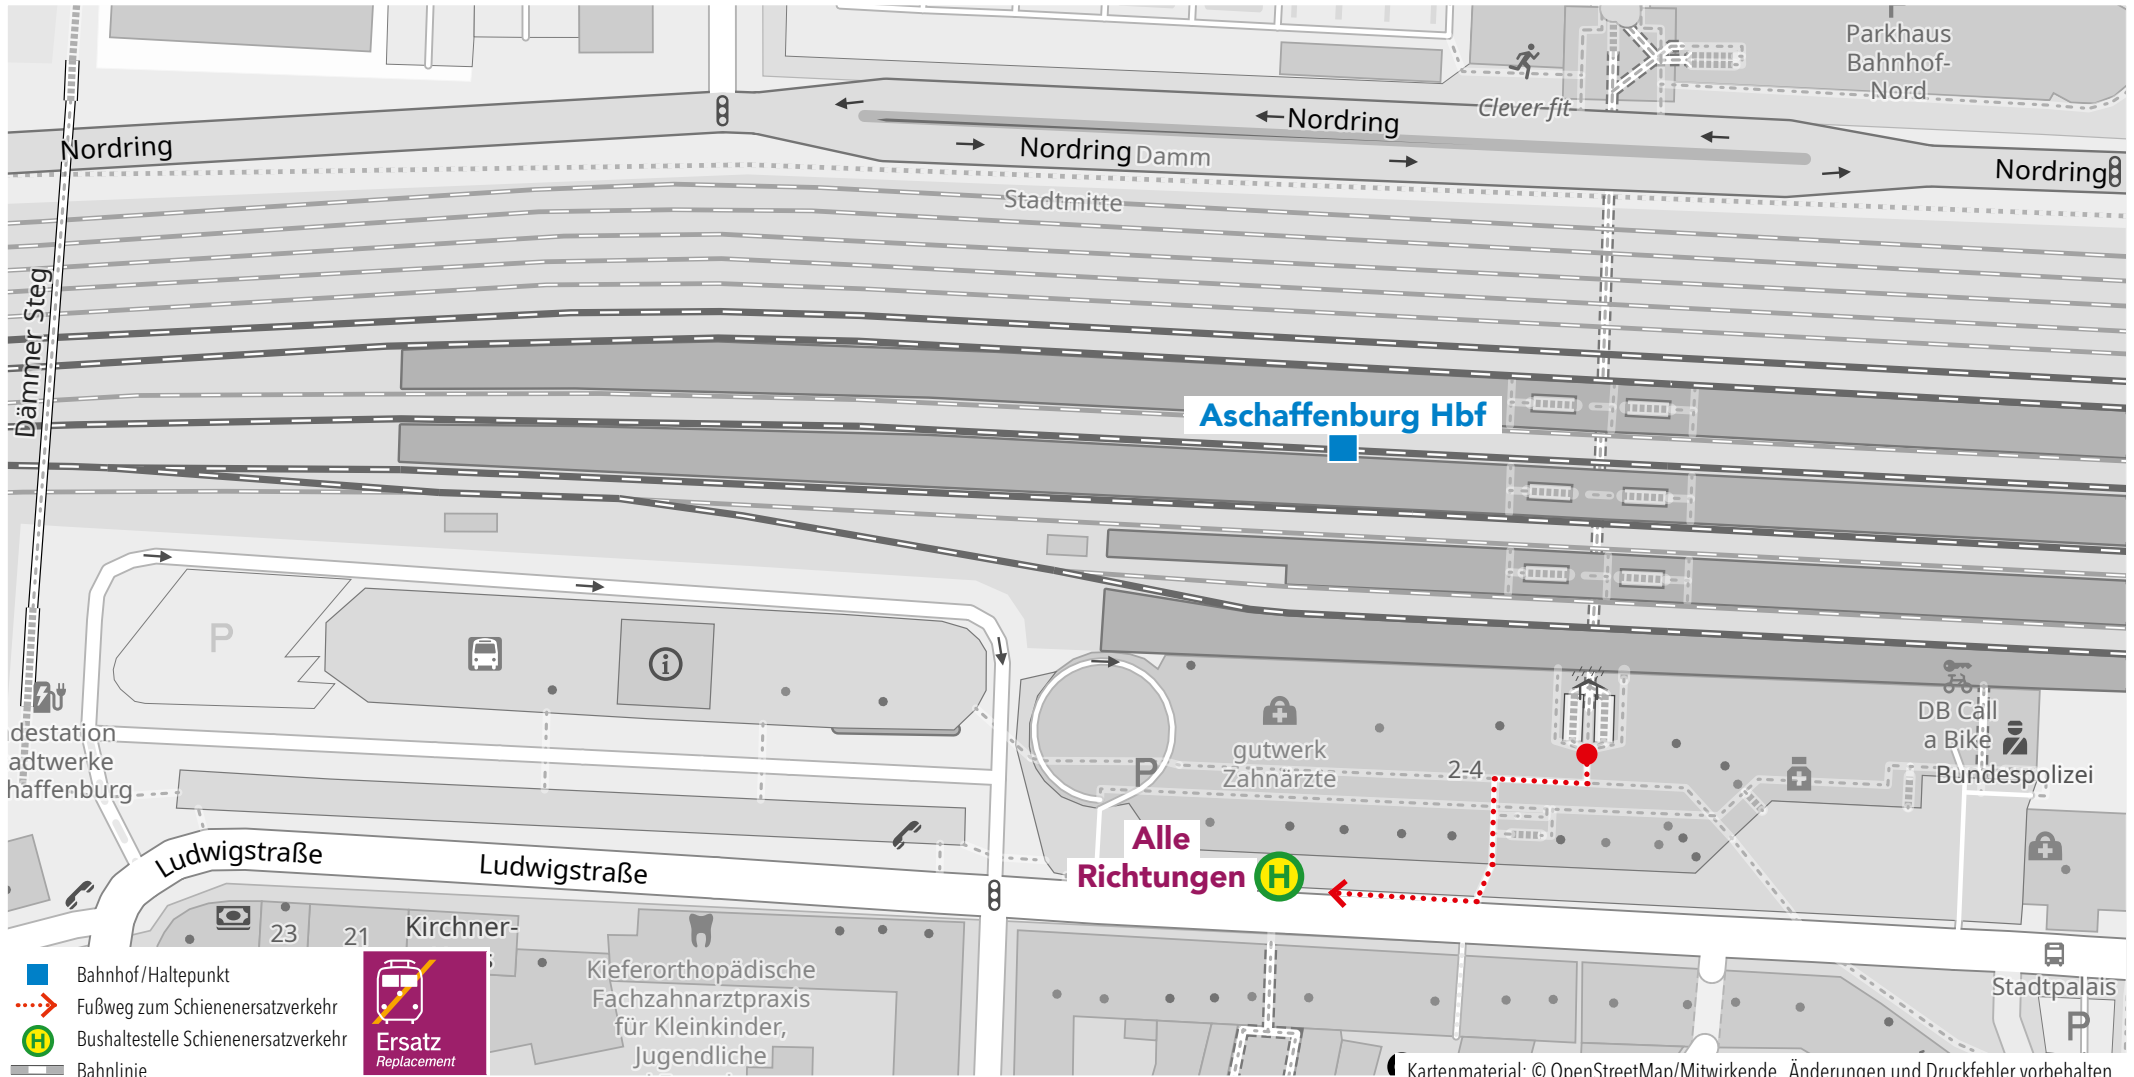 Parkhaus
Bahnhof-
Nord
Clever-fit
Nordring
Nordring
Nordring
Damm
Nordring
Stadtmitte
Dämmer Steg
Aschaffenburg Hbf
P
destation
adtwerke
haffenburg
gutwerk
Zahnärzte
P
2-4
DB Call
a Bike
Bundespolizei
Alle
Richtungen
H
Ludwigstraße
Ludwigstraße
23
21
Kirchner-
s
Kieferorthopädische
Fachzahnarztpraxis
für Kleinkinder,
Jugendliche
Stadtpalais
P
Bahnhof/Haltepunkt
Fußweg zum Schienenersatzverkehr
H
Bushaltestelle Schienenersatzverkehr
Bahnlinie
Ersatz
Replacement
Kartenmaterial: © OpenStreetMap/Mitwirkende, Änderungen und Druckfehler vorbehalten